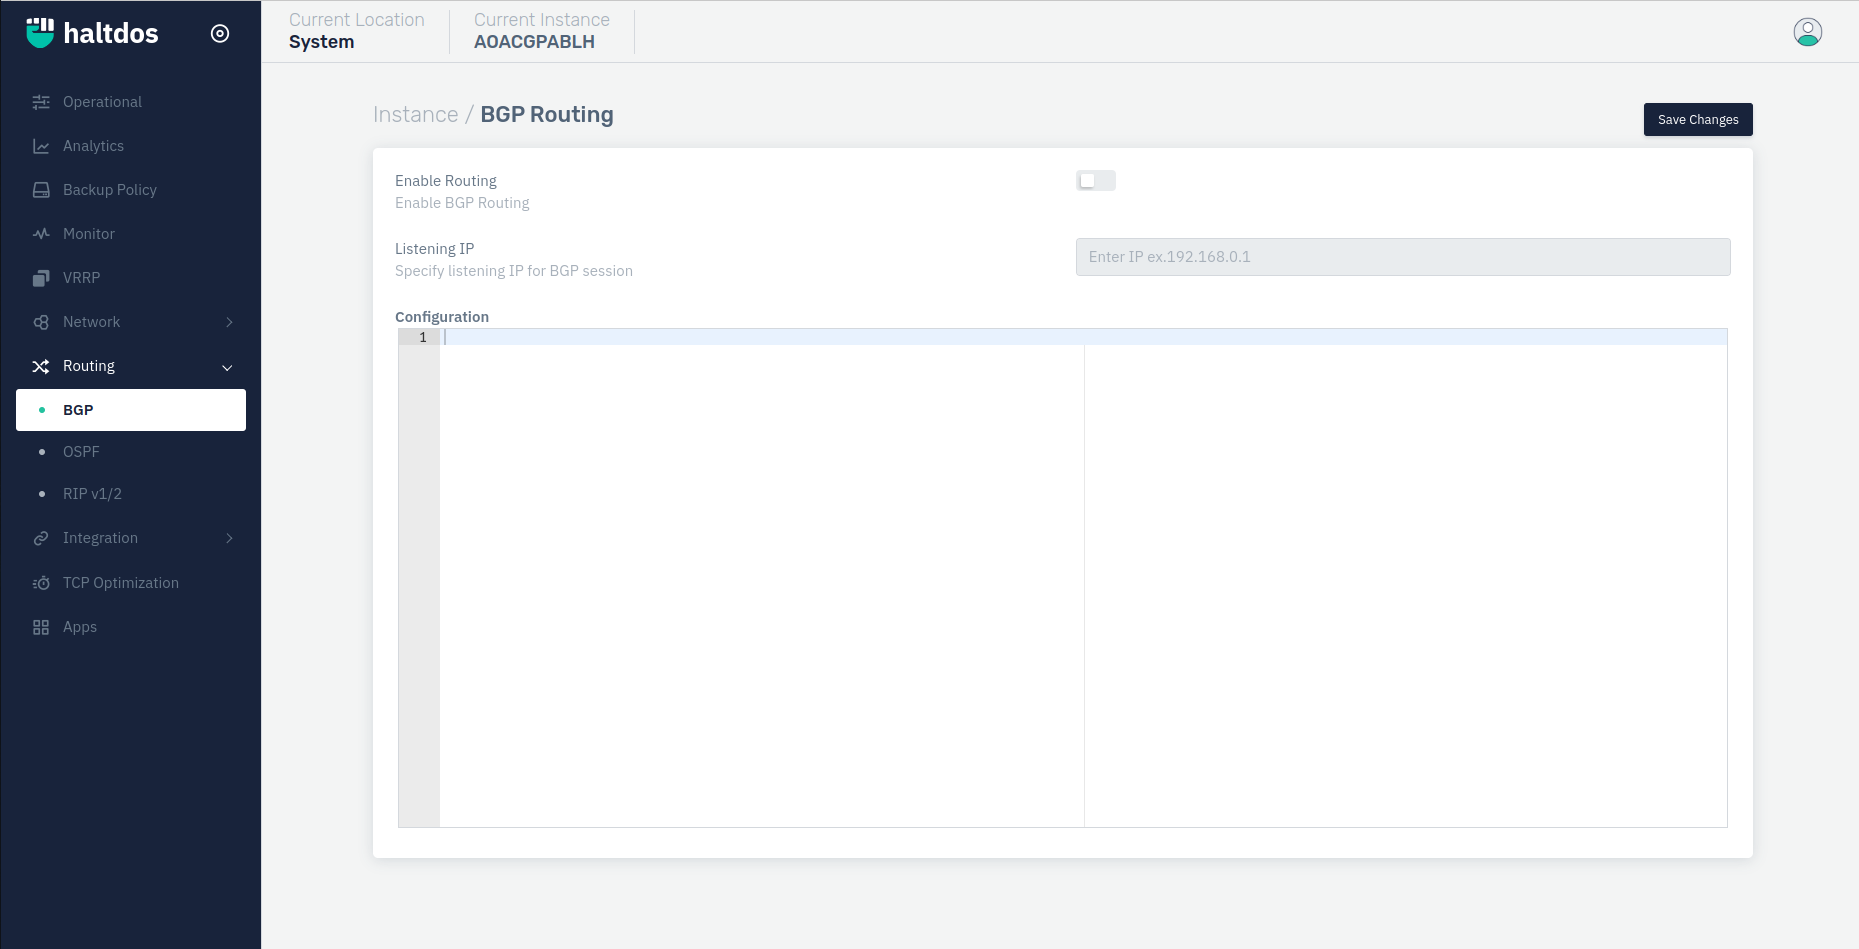 haltdos
Operational
Analytics
Backup Policy
Monitor
VRRP
Network
Routing
BGP
OSPF
RIP v1/2
Integration
TCP Optimization
Apps
Current Location
System
Current Instance
AOACGPABLH
Instance / BGP Routing
Save Changes
Enable Routing
Enable BGP Routing
Listening IP
Specify listening IP for BGP session
Enter IP ex.192.168.0.1
Configuration
1